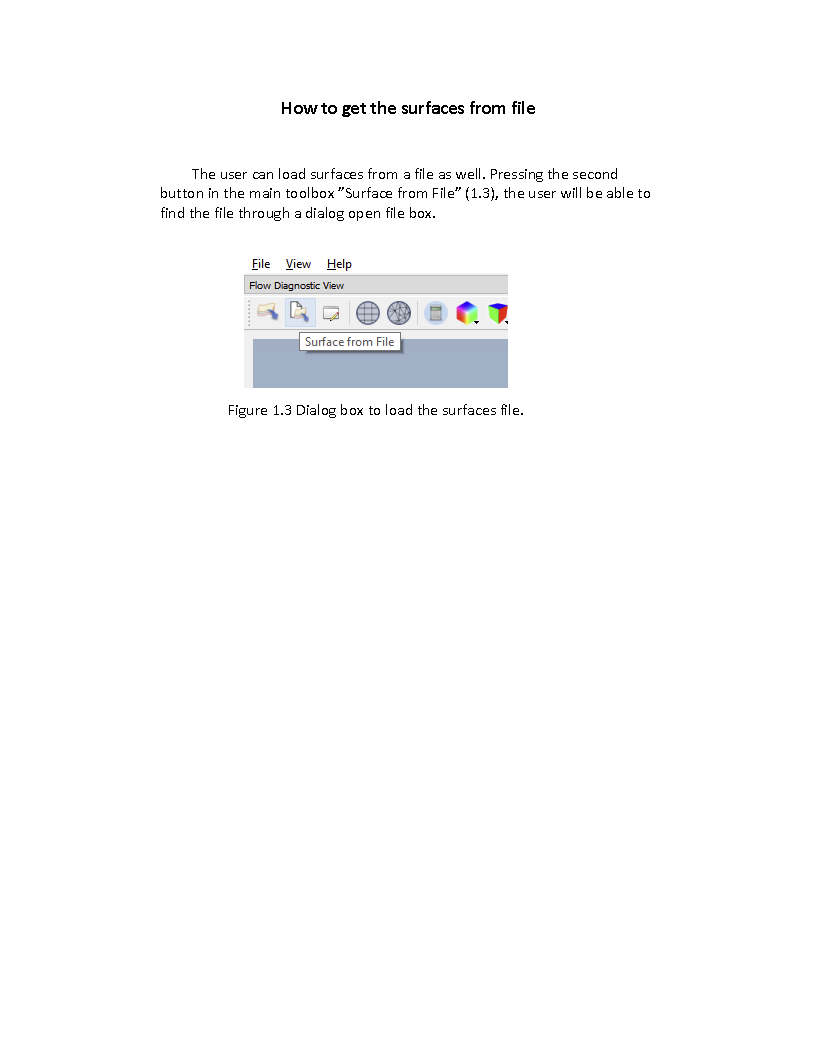 How to get the surfaces from file
The user can load surfaces from a file as well. Pressing the second
button in the main toolbox ”Surface from File” (1.3), the user will be able to
find the file through a dialog open file box.
File View Help
Flow Diagnostic View
Surface from File
Figure 1.3 Dialog box to load the surfaces file.